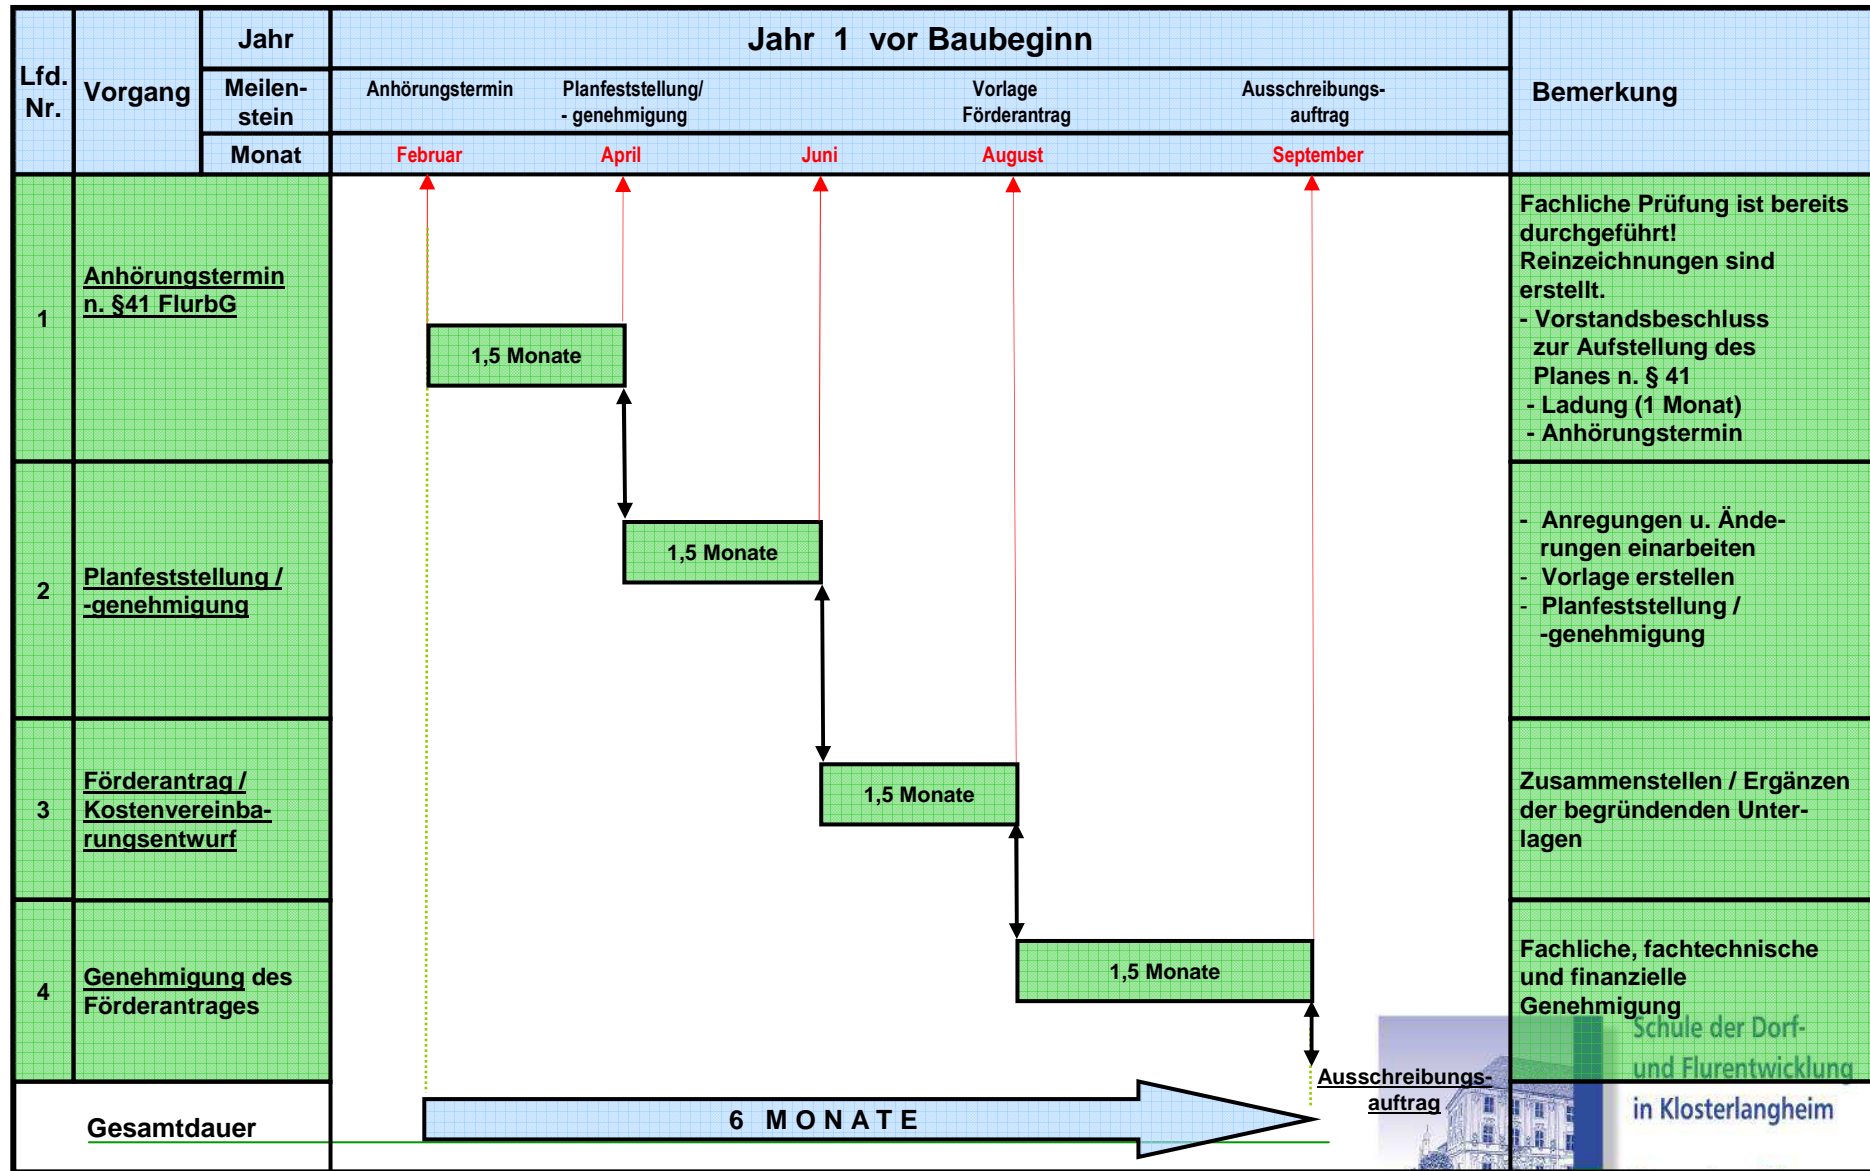 Lfd.
Nr.
Vorgang
Jahr
Meilen-
stein
Monat
Jahr 1 vor Baubeginn
Anhörungstermin
Planfeststellung/
- genehmigung
Vorlage
Förderantrag
Ausschreibungs-
auftrag
Februar
April
Juni
August
September
Bemerkung
1
Anhörungstermin
n. §41 FlurbG
1,5 Monate
Fachliche Prüfung ist bereits
durchgeführt!
Reinzeichnungen sind
erstellt.
- Vorstandsbeschluss
zur Aufstellung des
Planes n. § 41
- Ladung (1 Monat)
- Anhörungstermin
2
Planfeststellung /
-genehmigung
1,5 Monate
- Anregungen u. Ände-
rungen einarbeiten
- Vorlage erstellen
- Planfeststellung /
-genehmigung
3
Förderantrag /
Kostenvereinba-
rungsentwurf
1,5 Monate
Zusammenstellen / Ergänzen
der begründenden Unter-
lagen
4
Genehmigung des
Förderantrages
1,5 Monate
Fachliche, fachtechnische
und finanzielle
Genehmigung
Ausschreibungs-
auftrag
Gesamtdauer
6 MONATE
Schule der Dorf-
und Flurentwicklung
in Klosterlangheim